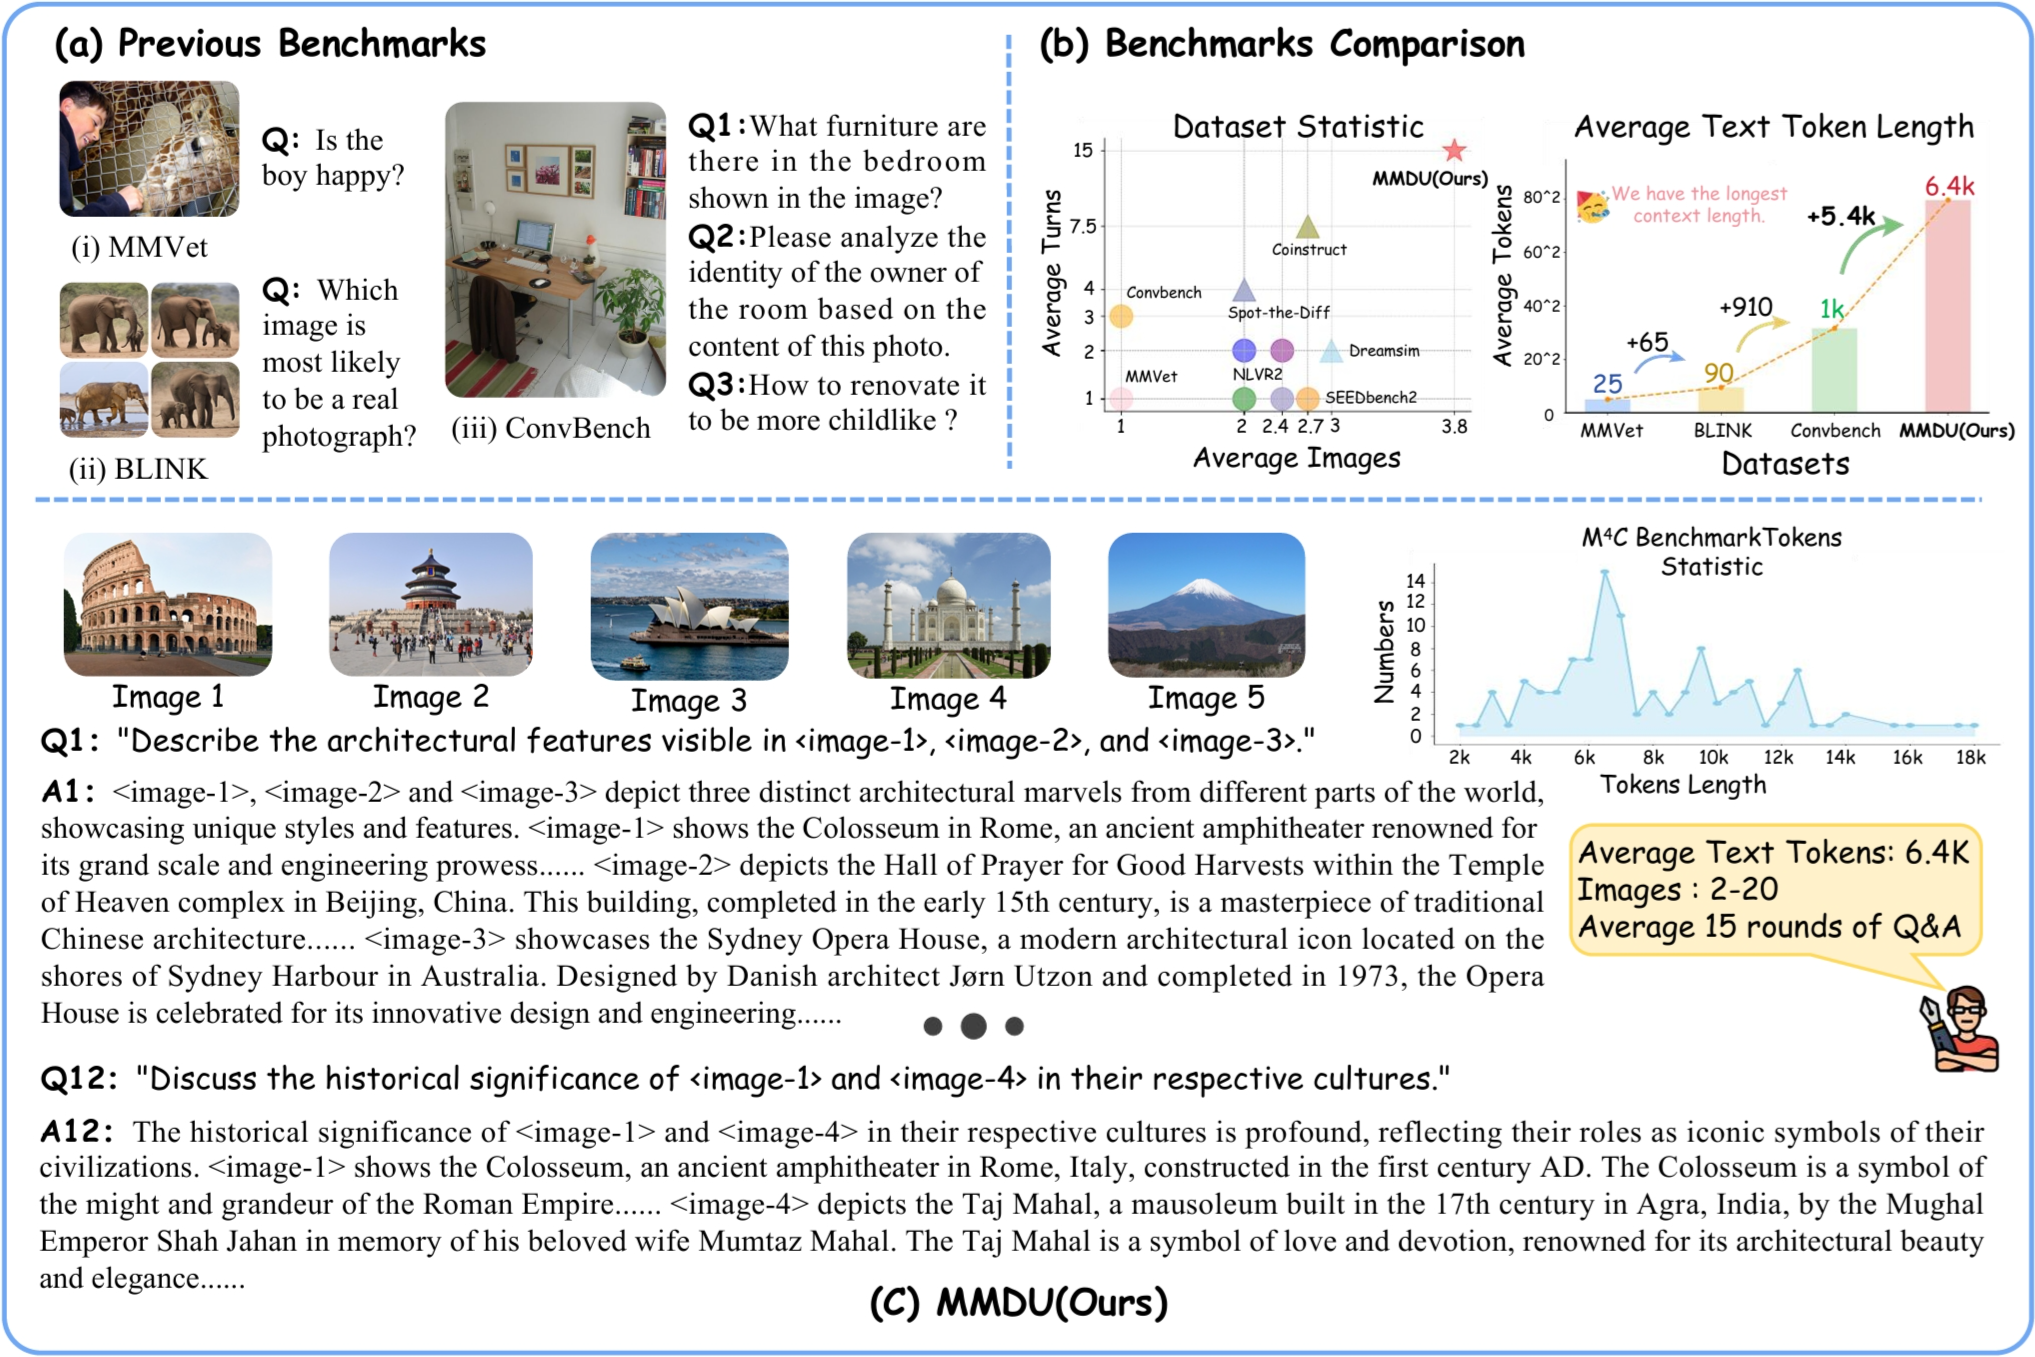 (a) Previous Benchmarks
Q: Is the
boy happy?
(i) MMVet
Q: Which
image is
most likely
to be a real
photograph?
(ii) BLINK
Q1:What furniture are
there in the bedroom
shown in the image?
Q2:Please analyze the
identity of the owner of
the room based on the
content of this photo.
Q3:How to renovate it
to be more childlike ?
(iii) ConvBench
(b) Benchmarks Comparison
Dataset Statistic
Average Turns
15
7.5
4
3
2
1
MMDU(Ours)
Coinstruct
Convbench
Spot-the-Diff
Dreamsim
NLVR2
MMVet
SEEDbench2
1
2
2.4
2.7
3
3.8
Average Images
Average Text Token Length
Average Tokens
80^2
60^2
40^2
20^2
0
We have the longest
context length.
+65
+910
+5.4k
25
90
1k
6.4k
MMVet
BLINK
Convbench
MMDU(Ours)
Datasets
Image 1
Image 2
Image 3
Image 4
Image 5
M⁴C BenchmarkTokens
Statistic
Numbers
14
12
10
8
6
4
2
0
2k
4k
6k
8k
10k
12k
14k
16k
18k
Tokens Length
Q1: "Describe the architectural features visible in <image-1>, <image-2>, and <image-3>."
A1: <image-1>, <image-2> and <image-3> depict three distinct architectural marvels from different parts of the world,
showcasing unique styles and features. <image-1> shows the Colosseum in Rome, an ancient amphitheater renowned for
its grand scale and engineering prowess...... <image-2> depicts the Hall of Prayer for Good Harvests within the Temple
of Heaven complex in Beijing, China. This building, completed in the early 15th century, is a masterpiece of traditional
Chinese architecture...... <image-3> showcases the Sydney Opera House, a modern architectural icon located on the
shores of Sydney Harbour in Australia. Designed by Danish architect Jørn Utzon and completed in 1973, the Opera
House is celebrated for its innovative design and engineering......
Average Text Tokens: 6.4K
Images : 2-20
Average 15 rounds of Q&A
Q12: "Discuss the historical significance of <image-1> and <image-4> in their respective cultures."
A12: The historical significance of <image-1> and <image-4> in their respective cultures is profound, reflecting their roles as iconic symbols of their
civilizations. <image-1> shows the Colosseum, an ancient amphitheater in Rome, Italy, constructed in the first century AD. The Colosseum is a symbol of
the might and grandeur of the Roman Empire...... <image-4> depicts the Taj Mahal, a mausoleum built in the 17th century in Agra, India, by the Mughal
Emperor Shah Jahan in memory of his beloved wife Mumtaz Mahal. The Taj Mahal is a symbol of love and devotion, renowned for its architectural beauty
and elegance......
(C) MMDU(Ours)